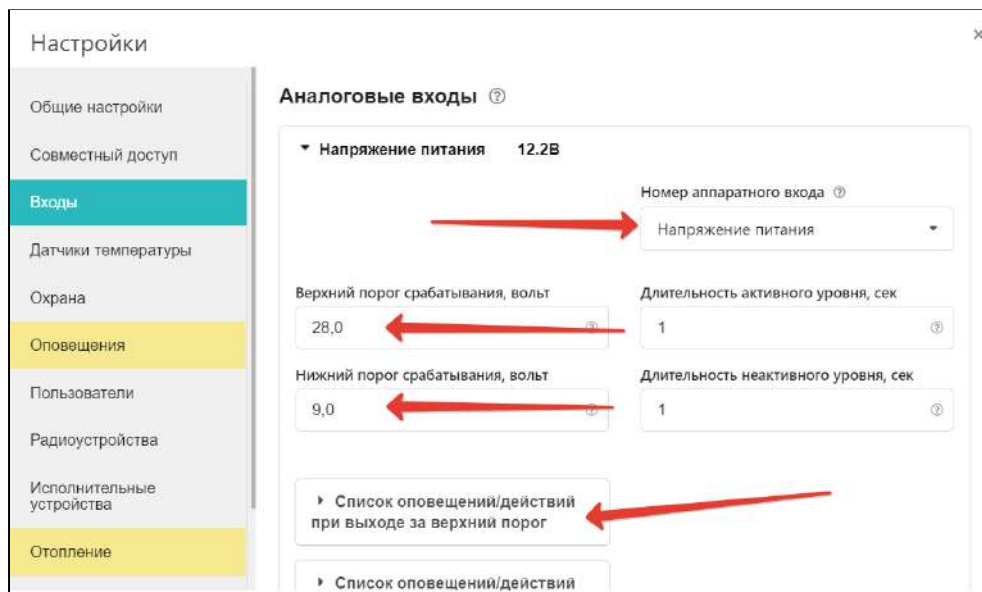 Настройки
×
Общие настройки
Совместный доступ
Входы
Датчики температуры
Охрана
Оповещения
Пользователи
Радиоустройства
Исполнительные
устройства
Отопление
Аналоговые входы ?
Напряжение питания 12.2В
Номер аппаратного входа ?
Напряжение питания
Верхний порог срабатывания, вольт
28,0 ?
Длительность активного уровня, сек
1 ?
Нижний порог срабатывания, вольт
9,0 ?
Длительность неактивного уровня, сек
1 ?
Список оповещений/действий
при выходе за верхний порог
Список оповещений/действий